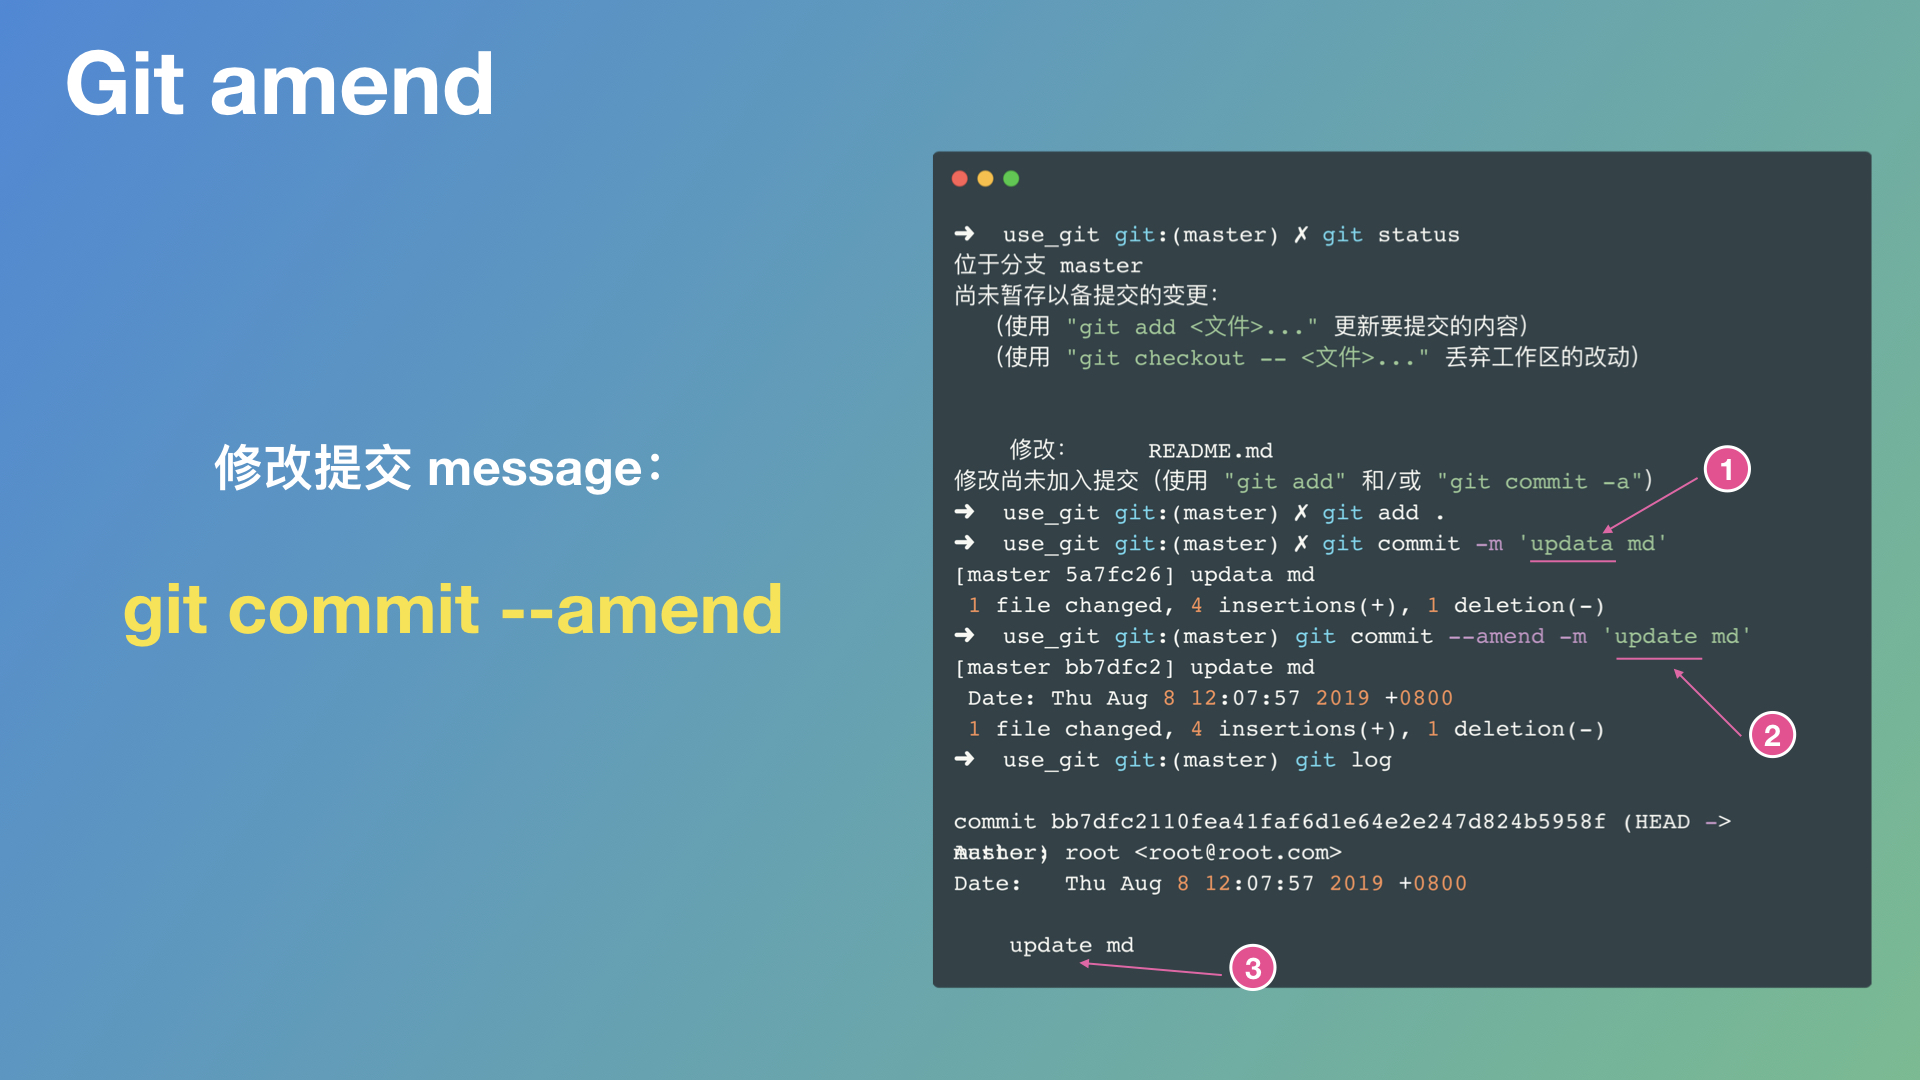 Git amend
修改提交 message：
git commit --amend
➜ use_git git:(master) ✗ git status
位于分支 master
尚未暂存以备提交的变更：
（使用 "git add <文件>..." 更新要提交的内容）
（使用 "git checkout -- <文件>..." 丢弃工作区的改动）
修改： README.md
修改尚未加入提交（使用 "git add" 和/或 "git commit -a"）
➜ use_git git:(master) ✗ git add .
➜ use_git git:(master) ✗ git commit -m 'updata md'
[master 5a7fc26] updata md
1 file changed, 4 insertions(+), 1 deletion(-)
➜ use_git git:(master) git commit --amend -m 'update md'
[master bb7dfc2] update md
Date: Thu Aug 8 12:07:57 2019 +0800
1 file changed, 4 insertions(+), 1 deletion(-)
➜ use_git git:(master) git log
commit bb7dfc2110fea41faf6d1e64e2e247d824b5958f (HEAD ->
master)
Author: root <root@root.com>
Date: Thu Aug 8 12:07:57 2019 +0800
update md
1
2
3